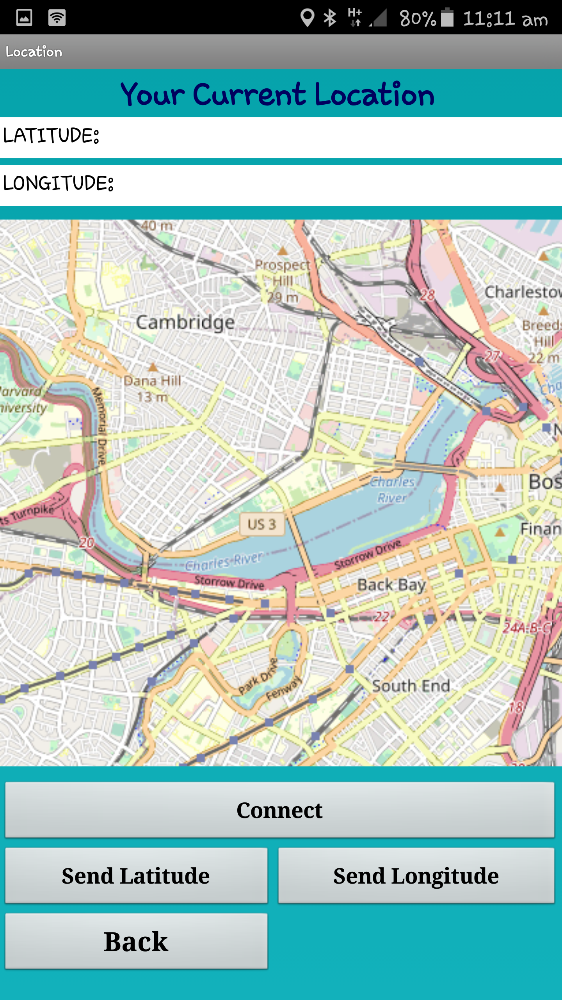 H+ 80% 11:11 am
Location
Your Current Location
LATITUDE:
LONGITUDE:
40 m
Prospect
Hill
29 m
28
Charlestow
Cambridge
Breeds
Hill
22 m
27
Dana Hill
13 m
Cha
arvard
niversity
Memorial Drive
N
Charles
River
Bos
ts Turnpike
US 3
Finan
20
Charles River
Storrow Drive
Storrow Drive
Back Bay
22
24A-B-C
Park Drive
Fenway
South End
18
Connect
Send Latitude
Send Longitude
Back